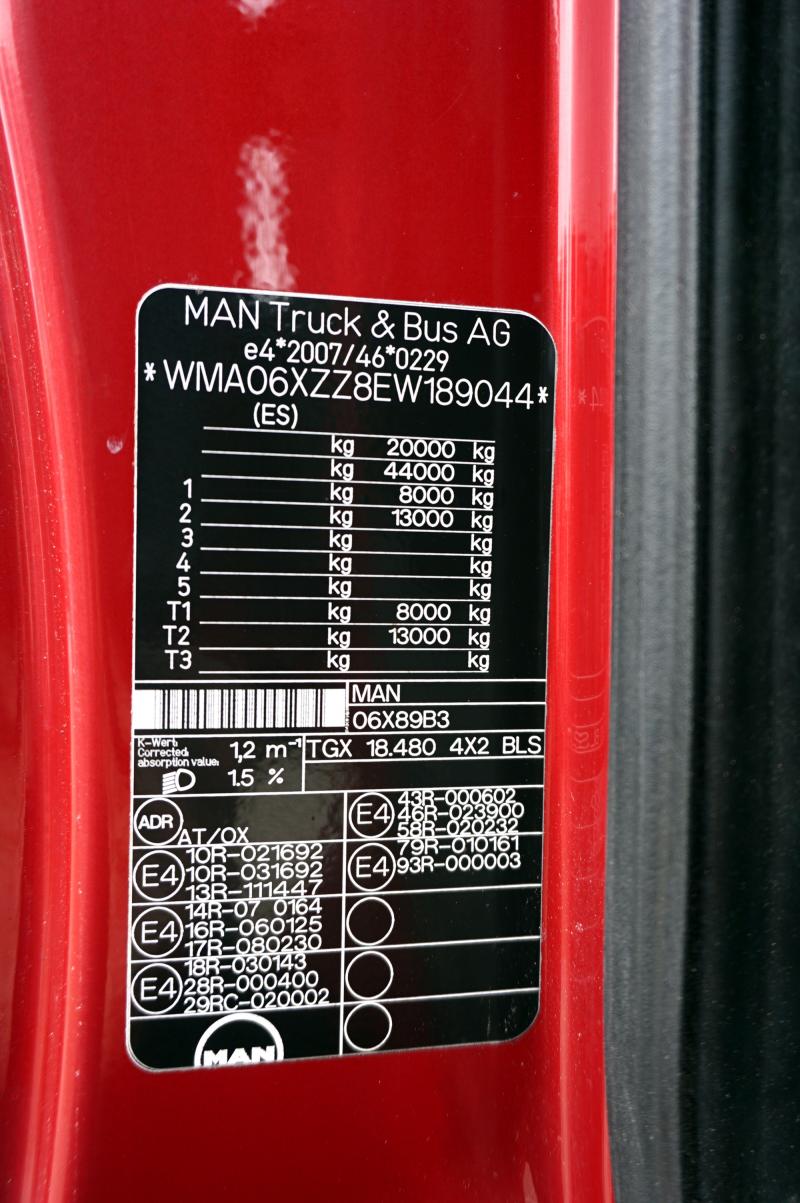 MAN Truck & Bus AG
e4*2007/46*0229
*WMA06XZZ8EW189044*
(ES)
kg 20000 kg
kg 44000 kg
1 kg 8000 kg
2 kg 13000 kg
3 kg kg
4 kg kg
5 kg kg
T1 kg 8000 kg
T2 kg 13000 kg
T3 kg kg
MAN
06X89B3
K-Wert:
Corrected
absorption value:
1,2 m⁻¹
TGX 18.480 4X2 BLS
1.5 %
ADR
AT/OX
E4
10R-021692
10R-031692
13R-111447
E4
14R-07 0164
16R-060125
17R-080230
E4
18R-030143
28R-000400
29RC-020002
E4
43R-000602
46R-023900
58R-020232
E4
79R-010161
93R-000003
MAN